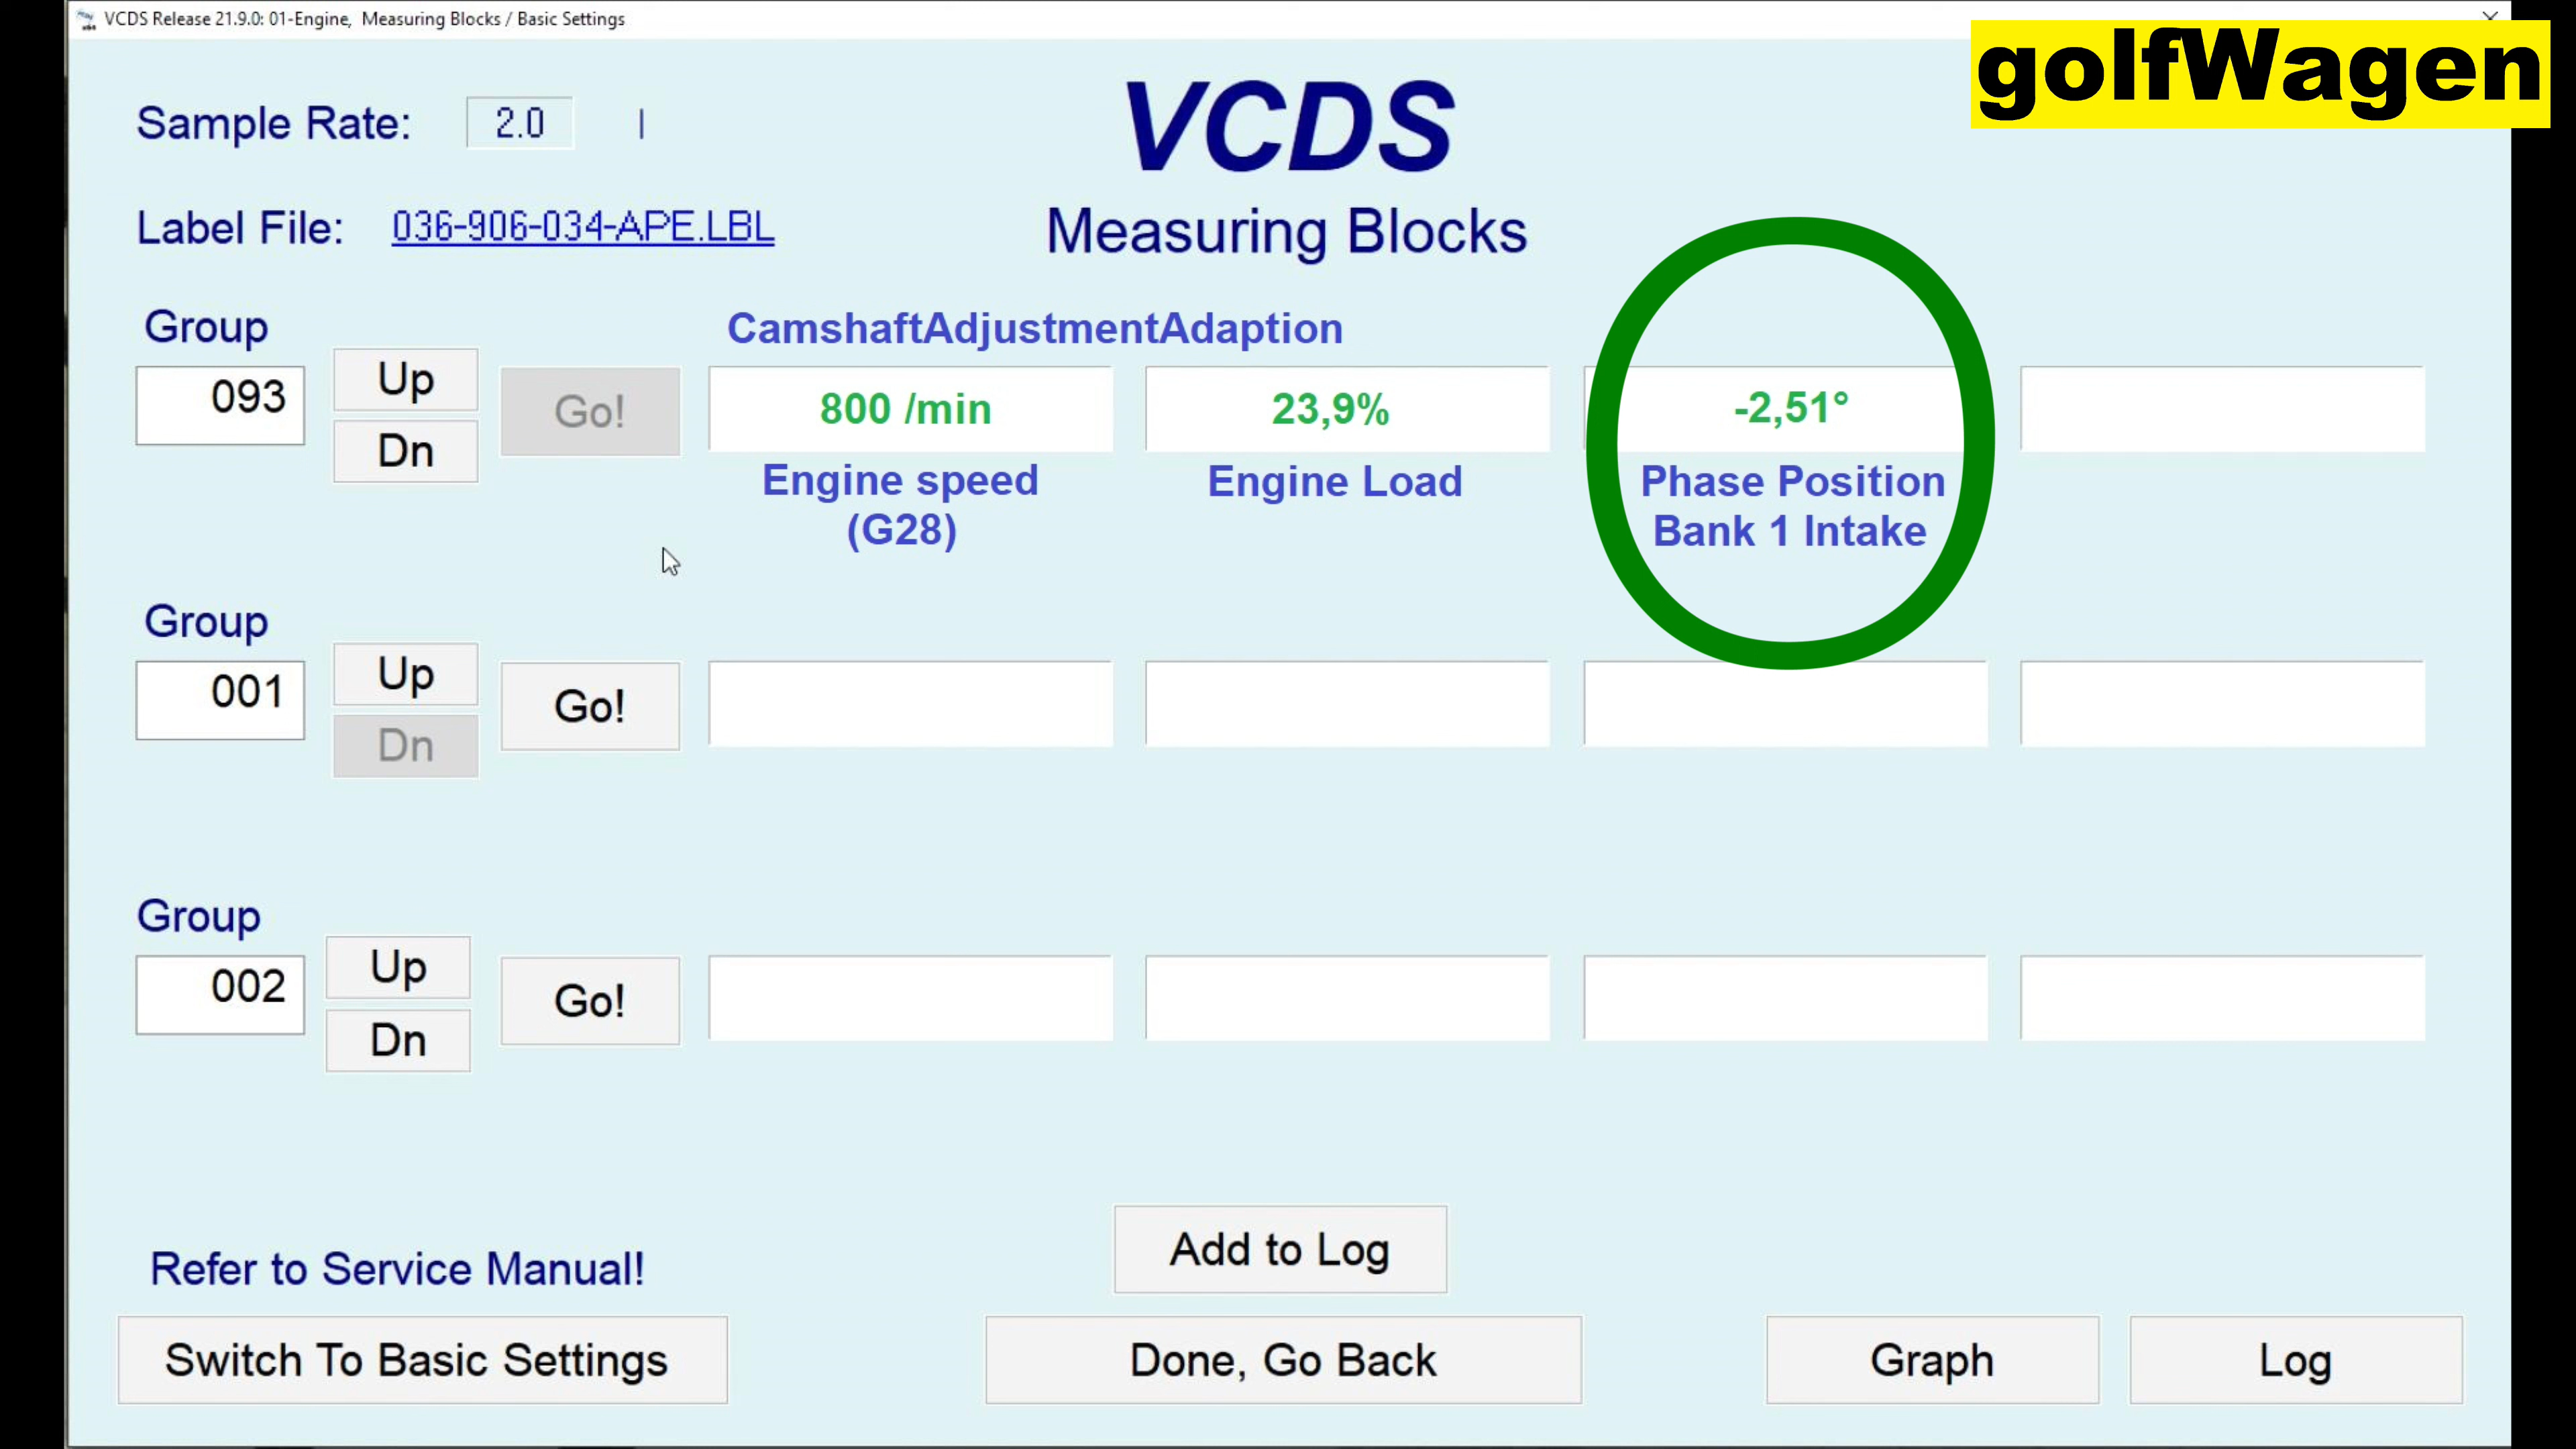 VCDS Release 21.9.0: 01-Engine, Measuring Blocks / Basic Settings
golfWagen
Sample Rate: 2.0
VCDS
Label File: 036-906-034-APE.LBL
Measuring Blocks
Group
CamshaftAdjustmentAdaption
093 Up Dn Go! 800 /min 23,9% -2,51°
Engine speed (G28)
Engine Load
Phase Position
Bank 1 Intake
Group
001 Up Dn Go!
Group
002 Up Dn Go!
Add to Log
Refer to Service Manual!
Switch To Basic Settings
Done, Go Back
Graph
Log